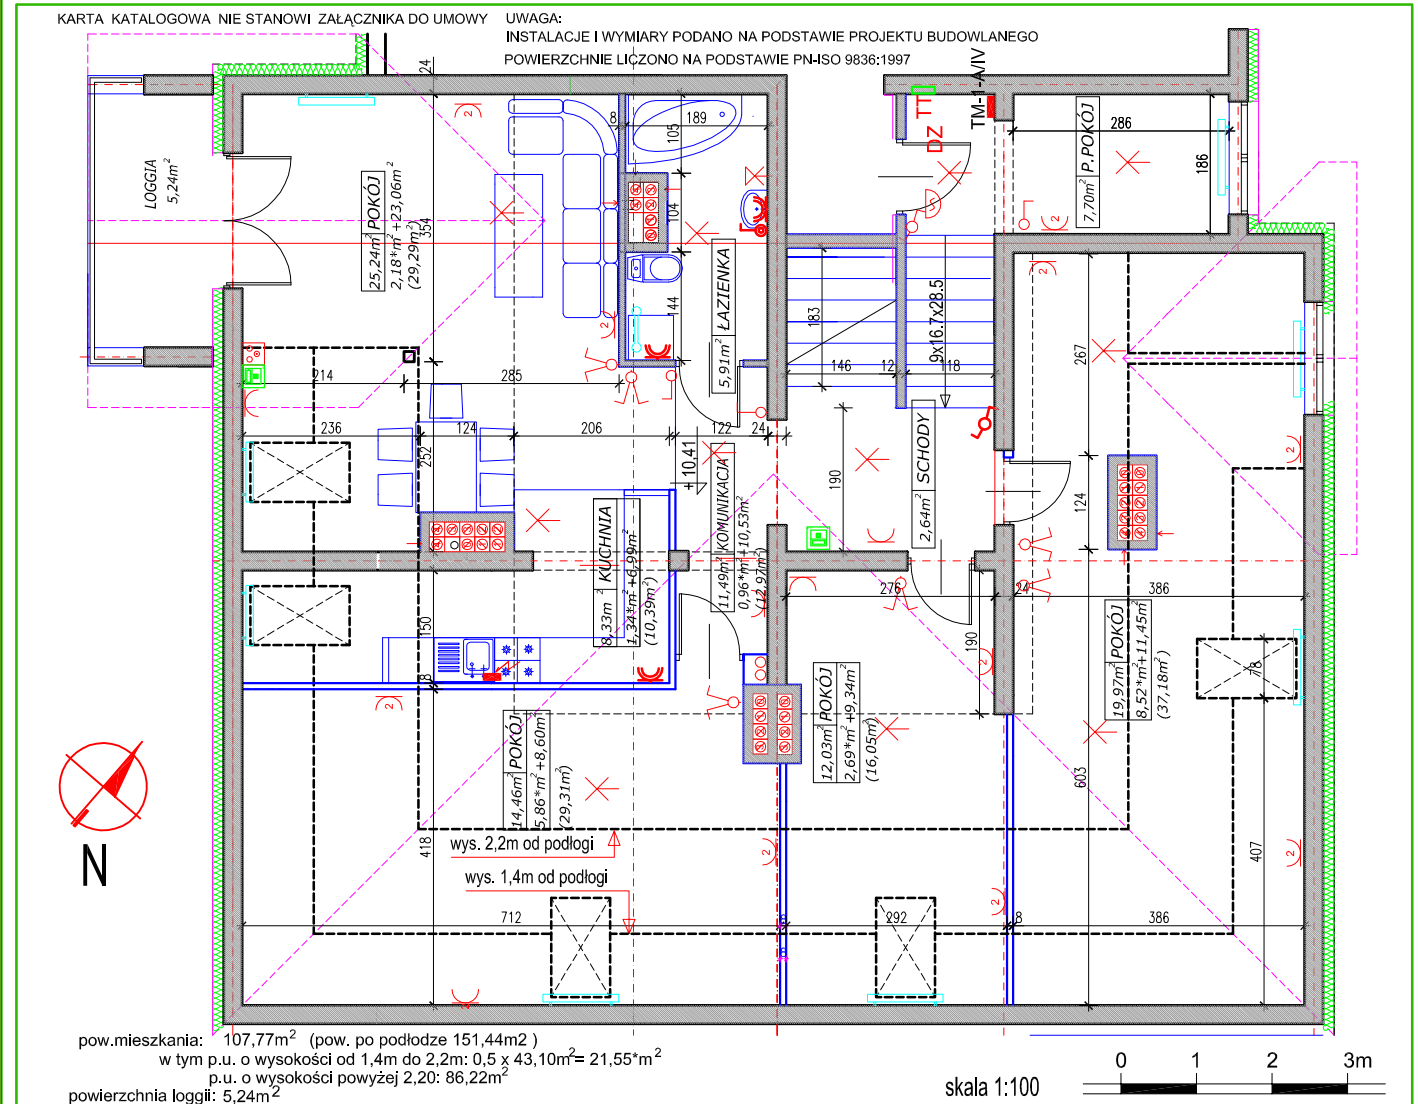 KARTA KATALOGOWA NIE STANOWI ZAŁĄCZNIKA DO UMOWY
UWAGA:
INSTALACJE I WYMIARY PODANO NA PODSTAWIE PROJEKTU BUDOWLANEGO
POWIERZCHNIE LICZONO NA PODSTAWIE PN-ISO 9836:1997
24
LOGGIA
5,24m²
25,24m² POKÓJ
2,18*m² +23,06m²
(29,29m²)
354
8
189
105
104
144
5,91m² ŁAZIENKA
DZ
TT
TM-1-A/IV
7,70m² P.POKÓJ
286
186
183
146
12
118
9x16.7x28.5
267
214
285
236
124
206
122
24
252
+10.41
190
2,64m² SCHODY
11,49m² KOMUNIKACJA
0,96*m²+10,53m²
(12,97m²)
8,33m² KUCHNIA
1,34*m²+6,99m²
(10,39m²)
124
276
24
386
150
8
190
19,97m² POKÓJ
8,52*m²+11,45m²
(37,18m²)
78
12,03m² POKÓJ
2,69*m² +9,34m²
(16,05m²)
14,46m² POKÓJ
5,86*m² +8,60m²
(29,31m²)
603
418
407
wys. 2,2m od podłogi
wys. 1,4m od podłogi
N
712
8
292
8
386
pow.mieszkania: 107,77m² (pow. po podłodze 151,44m2 )
w tym p.u. o wysokości od 1,4m do 2,2m: 0,5 x 43,10m²= 21,55*m²
p.u. o wysokości powyżej 2,20: 86,22m²
powierzchnia loggii: 5,24m²
skala 1:100
0 1 2 3m